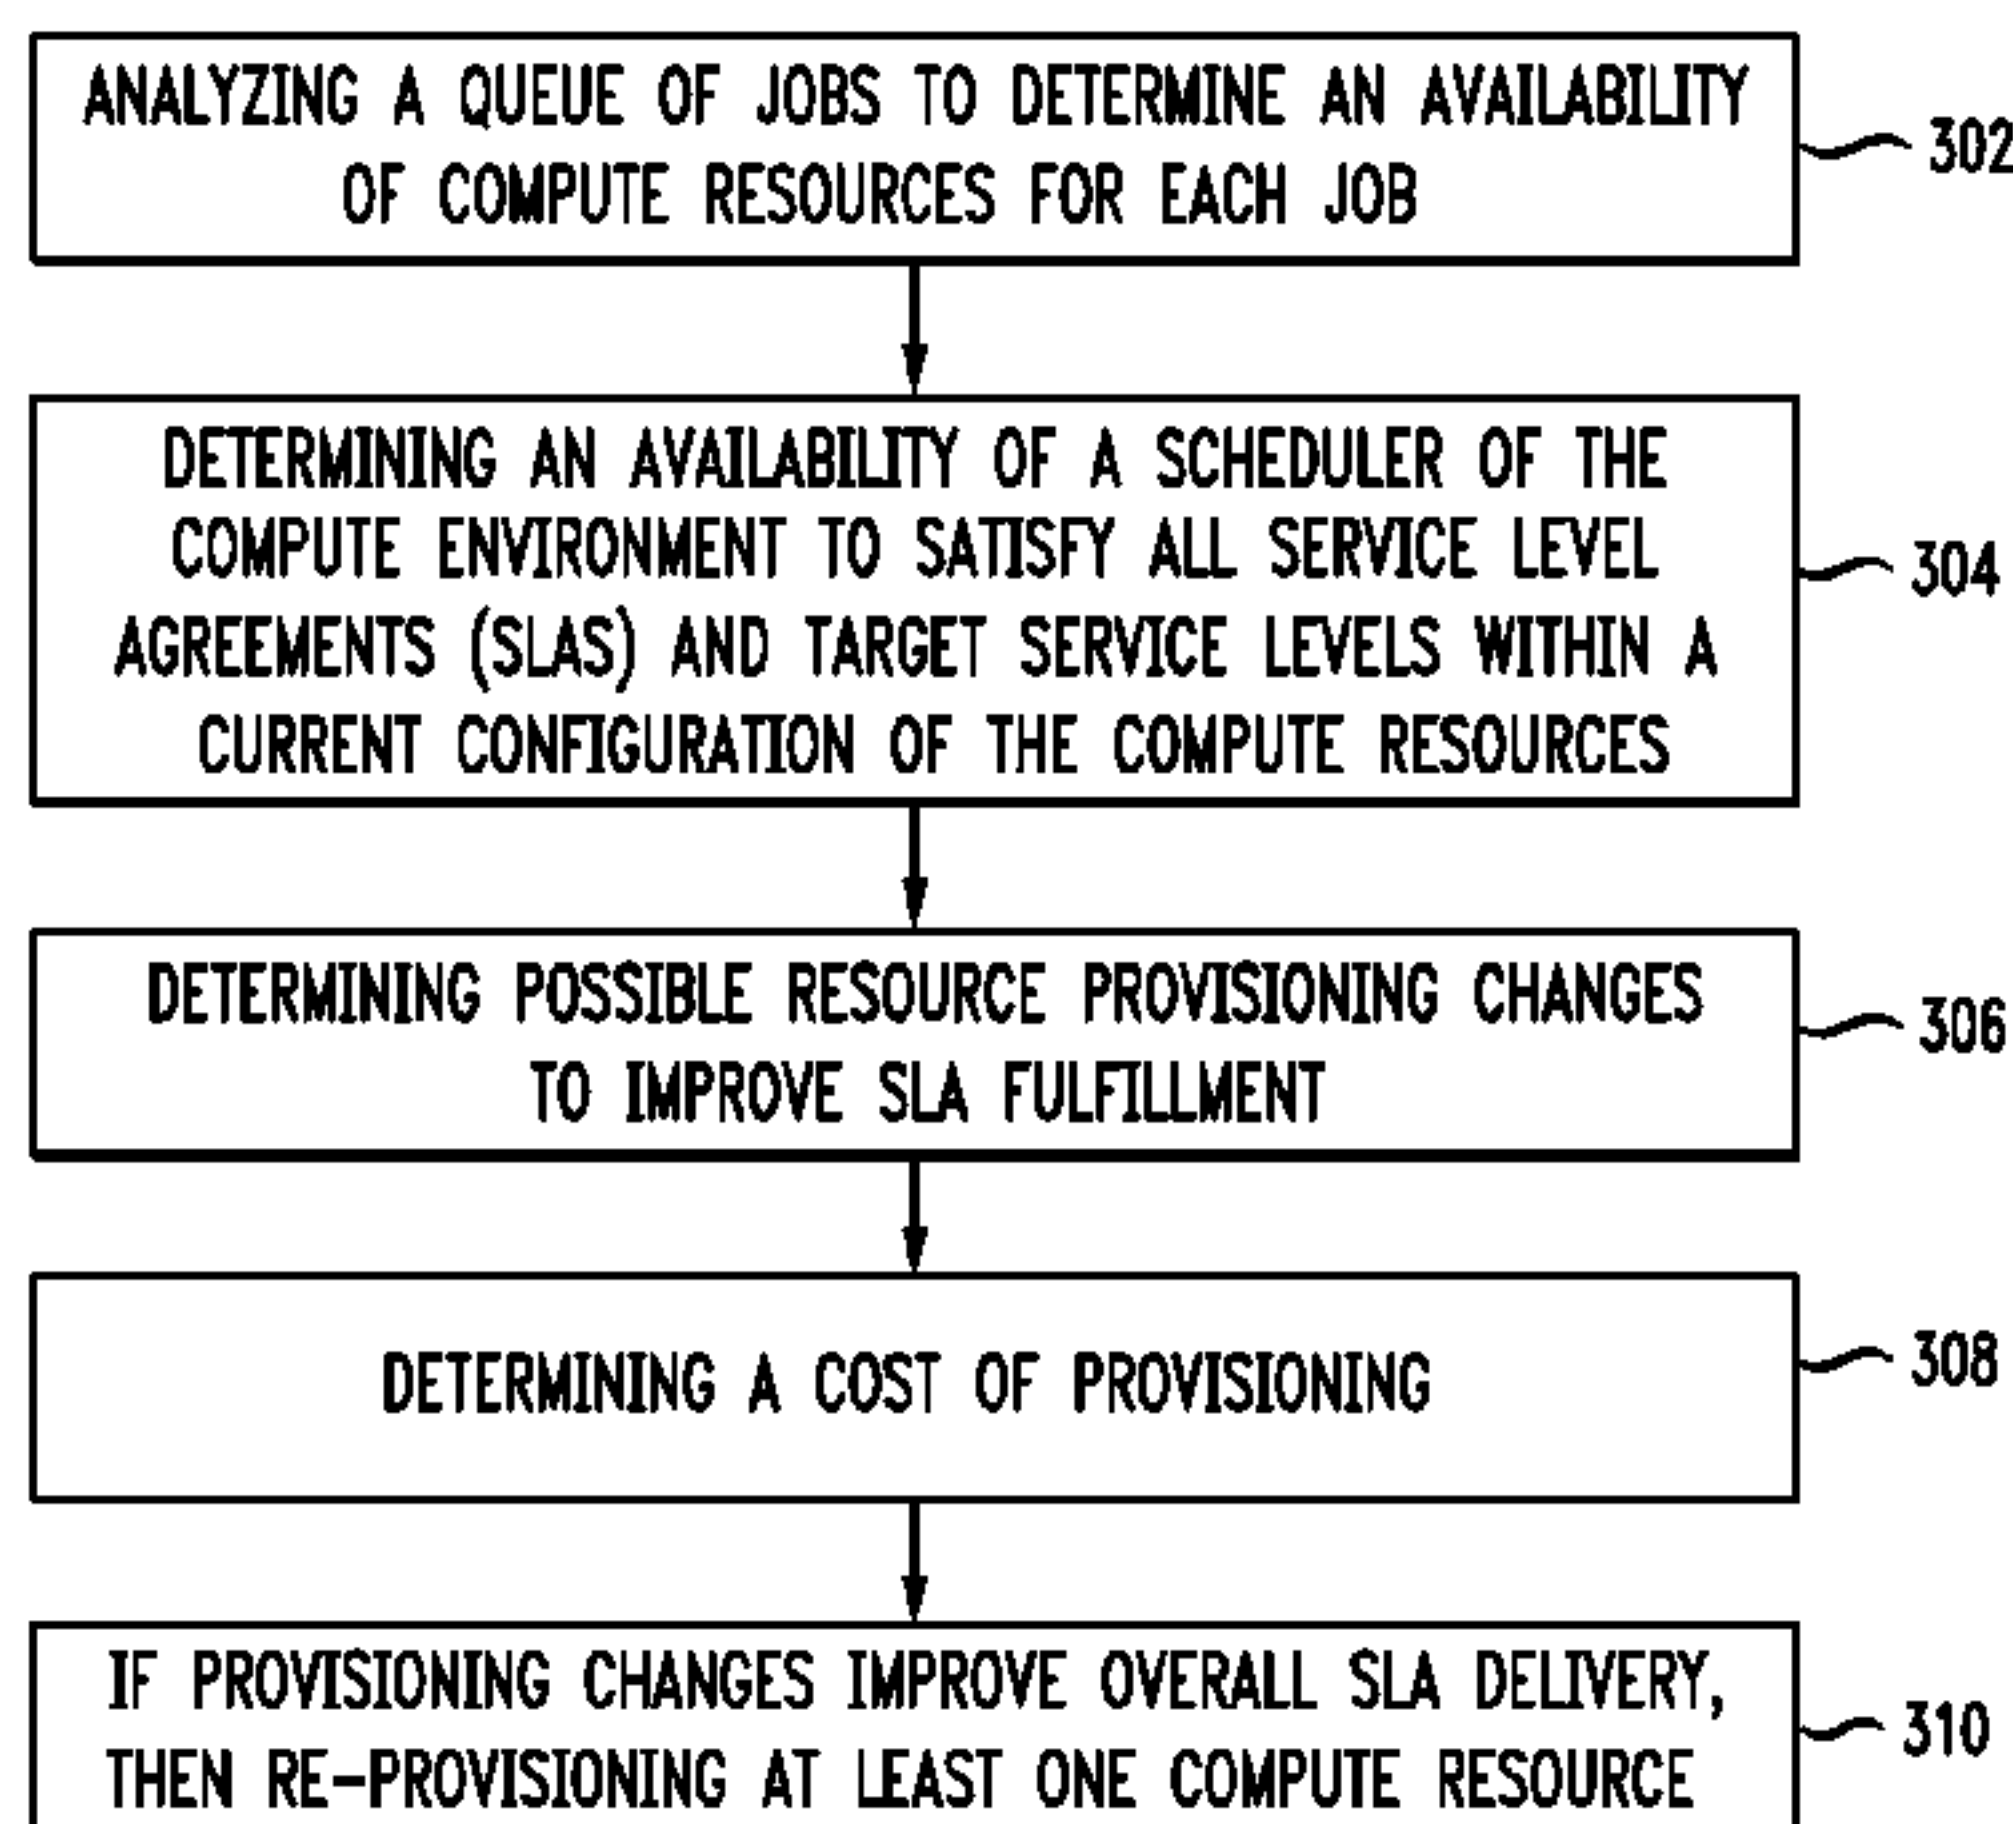 ANALYZING A QUEUE OF JOBS TO DETERMINE AN AVAILABILITY
OF COMPUTE RESOURCES FOR EACH JOB
302
DETERMINING AN AVAILABILITY OF A SCHEDULER OF THE
COMPUTE ENVIRONMENT TO SATISFY ALL SERVICE LEVEL
AGREEMENTS (SLAS) AND TARGET SERVICE LEVELS WITHIN A
CURRENT CONFIGURATION OF THE COMPUTE RESOURCES
304
DETERMINING POSSIBLE RESOURCE PROVISIONING CHANGES
TO IMPROVE SLA FULFILLMENT
306
DETERMINING A COST OF PROVISIONING
308
IF PROVISIONING CHANGES IMPROVE OVERALL SLA DELIVERY,
THEN RE-PROVISIONING AT LEAST ONE COMPUTE RESOURCE
310